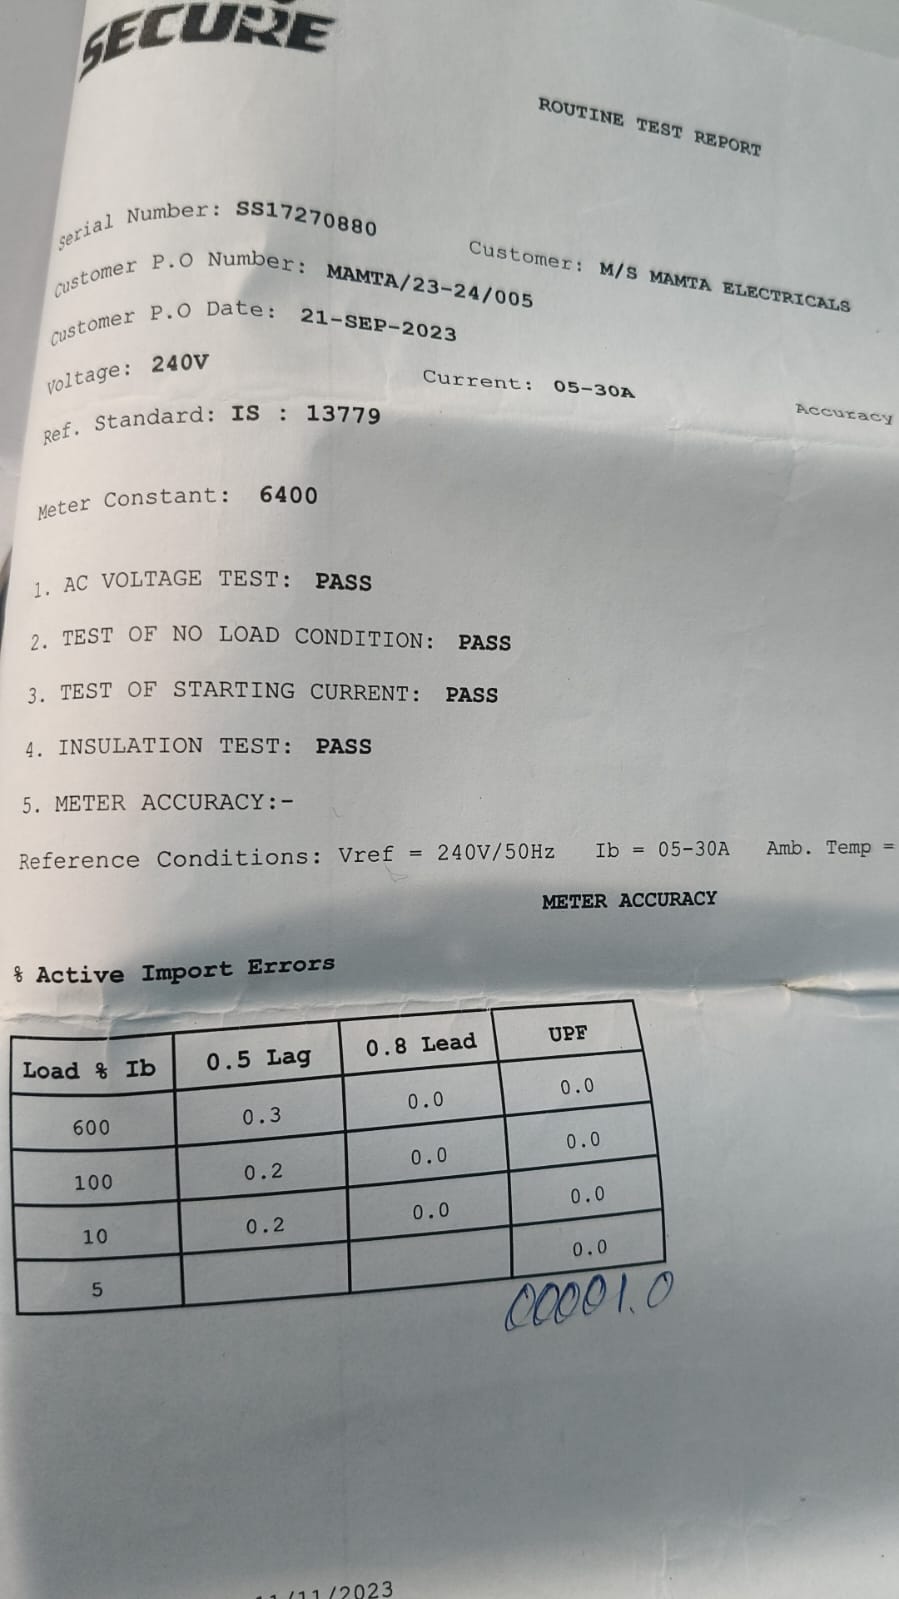 SECURE
ROUTINE TEST REPORT
Serial Number: SS17270880
Customer: M/S MAMTA ELECTRICALS
Customer P.O Number: MAMTA/23-24/005
Customer P.O Date: 21-SEP-2023
Voltage: 240V Current: 05-30A Accuracy
Ref. Standard: IS : 13779
Meter Constant: 6400
1. AC VOLTAGE TEST: PASS
2. TEST OF NO LOAD CONDITION: PASS
3. TEST OF STARTING CURRENT: PASS
4. INSULATION TEST: PASS
5. METER ACCURACY:-
Reference Conditions: Vref = 240V/50Hz Ib = 05-30A Amb. Temp =
METER ACCURACY
% Active Import Errors
Load % Ib 0.5 Lag 0.8 Lead UPF
600 0.3 0.0 0.0
100 0.2 0.0 0.0
10 0.2 0.0 0.0
5 0.0
00001.0
11/11/2023